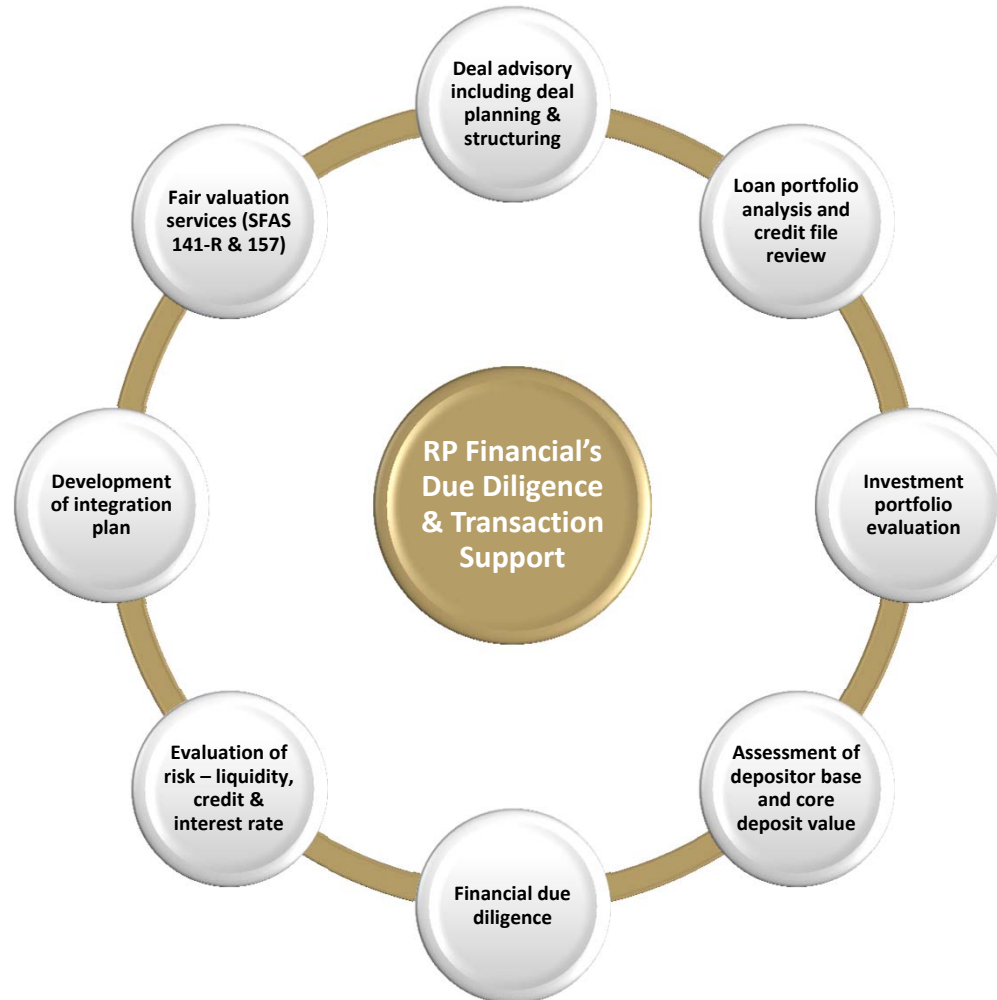 Deal advisory
including deal
planning &
structuring
Loan portfolio
analysis and
credit file
review
Investment
portfolio
evaluation
Assessment of
depositor base
and core
deposit value
Financial due
diligence
Evaluation of
risk – liquidity,
credit &
interest rate
Development
of integration
plan
Fair valuation
services (SFAS
141-R & 157)
RP Financial’s
Due Diligence
& Transaction
Support